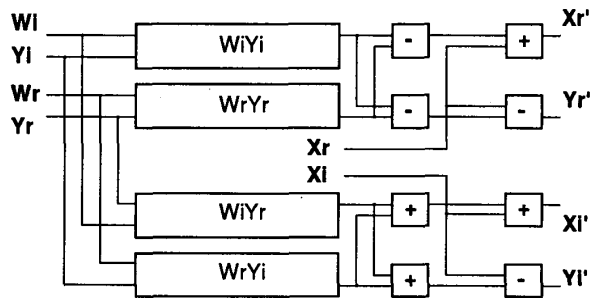 Wi
WiYi
-
+
Xr'
Yi
Wr
WrYr
-
-
Yr'
Yr
Xr
Xi
WiYr
+
+
Xi'
WrYi
+
-
Yi'